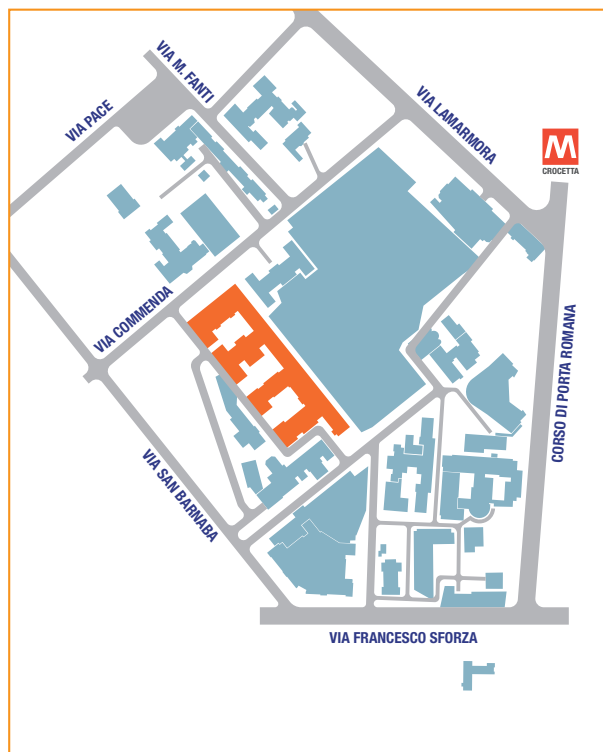 VIA M. FANTI
VIA PACE
VIA LAMARMORA
M
CROCETTA
VIA COMMENDA
CORSO DI PORTA ROMANA
VIA SAN BARNABA
VIA FRANCESCO SFORZA